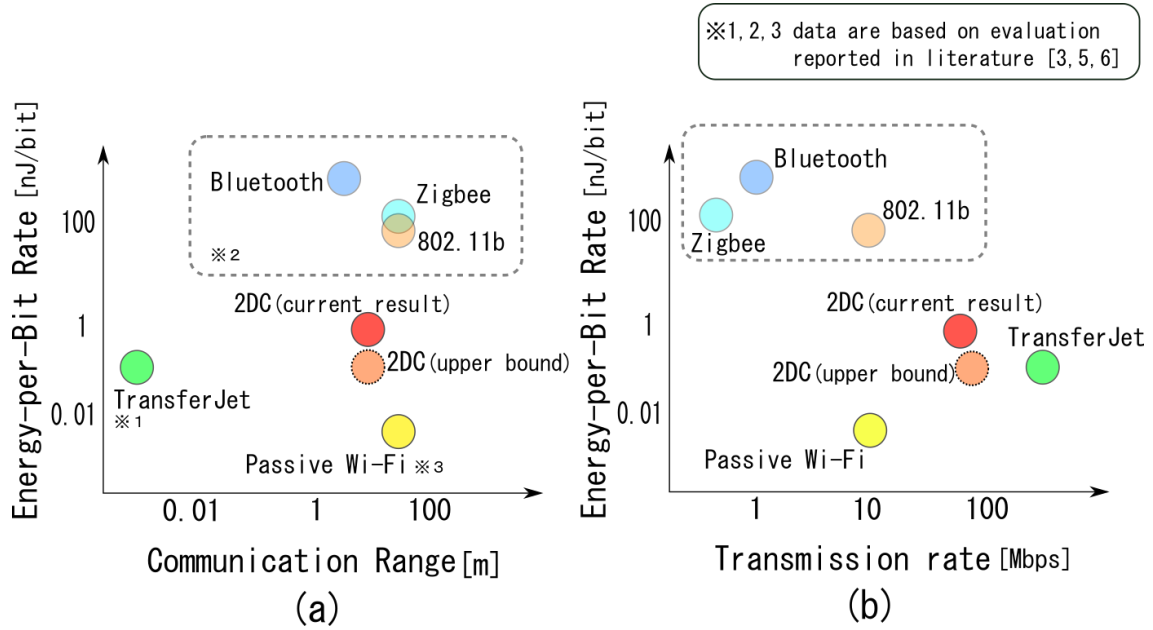 ※1,2,3 data are based on evaluation
reported in literature [3,5,6]
Energy-per-Bit Rate [nJ/bit]
100
1
0.01
Bluetooth
Zigbee
802.11b
※2
2DC(current result)
2DC(upper bound)
TransferJet
※1
Passive Wi-Fi ※3
0.01 1 100
Communication Range[m]
(a)
Energy-per-Bit Rate [nJ/bit]
100
1
0.01
Bluetooth
802.11b
Zigbee
2DC(current result)
TransferJet
2DC(upper bound)
Passive Wi-Fi
1 10 100
Transmission rate [Mbps]
(b)